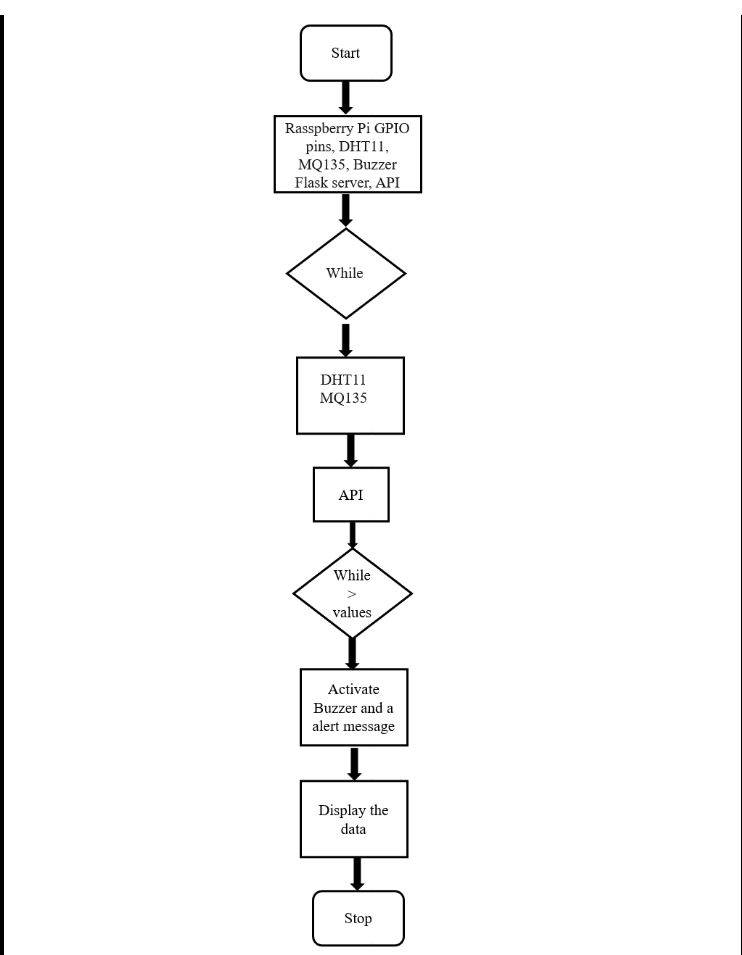 Start
Rasspberry Pi GPIO
pins, DHT11,
MQ135, Buzzer
Flask server, API
While
DHT11
MQ135
API
While
>
values
Activate
Buzzer and a
alert message
Display the
data
Stop